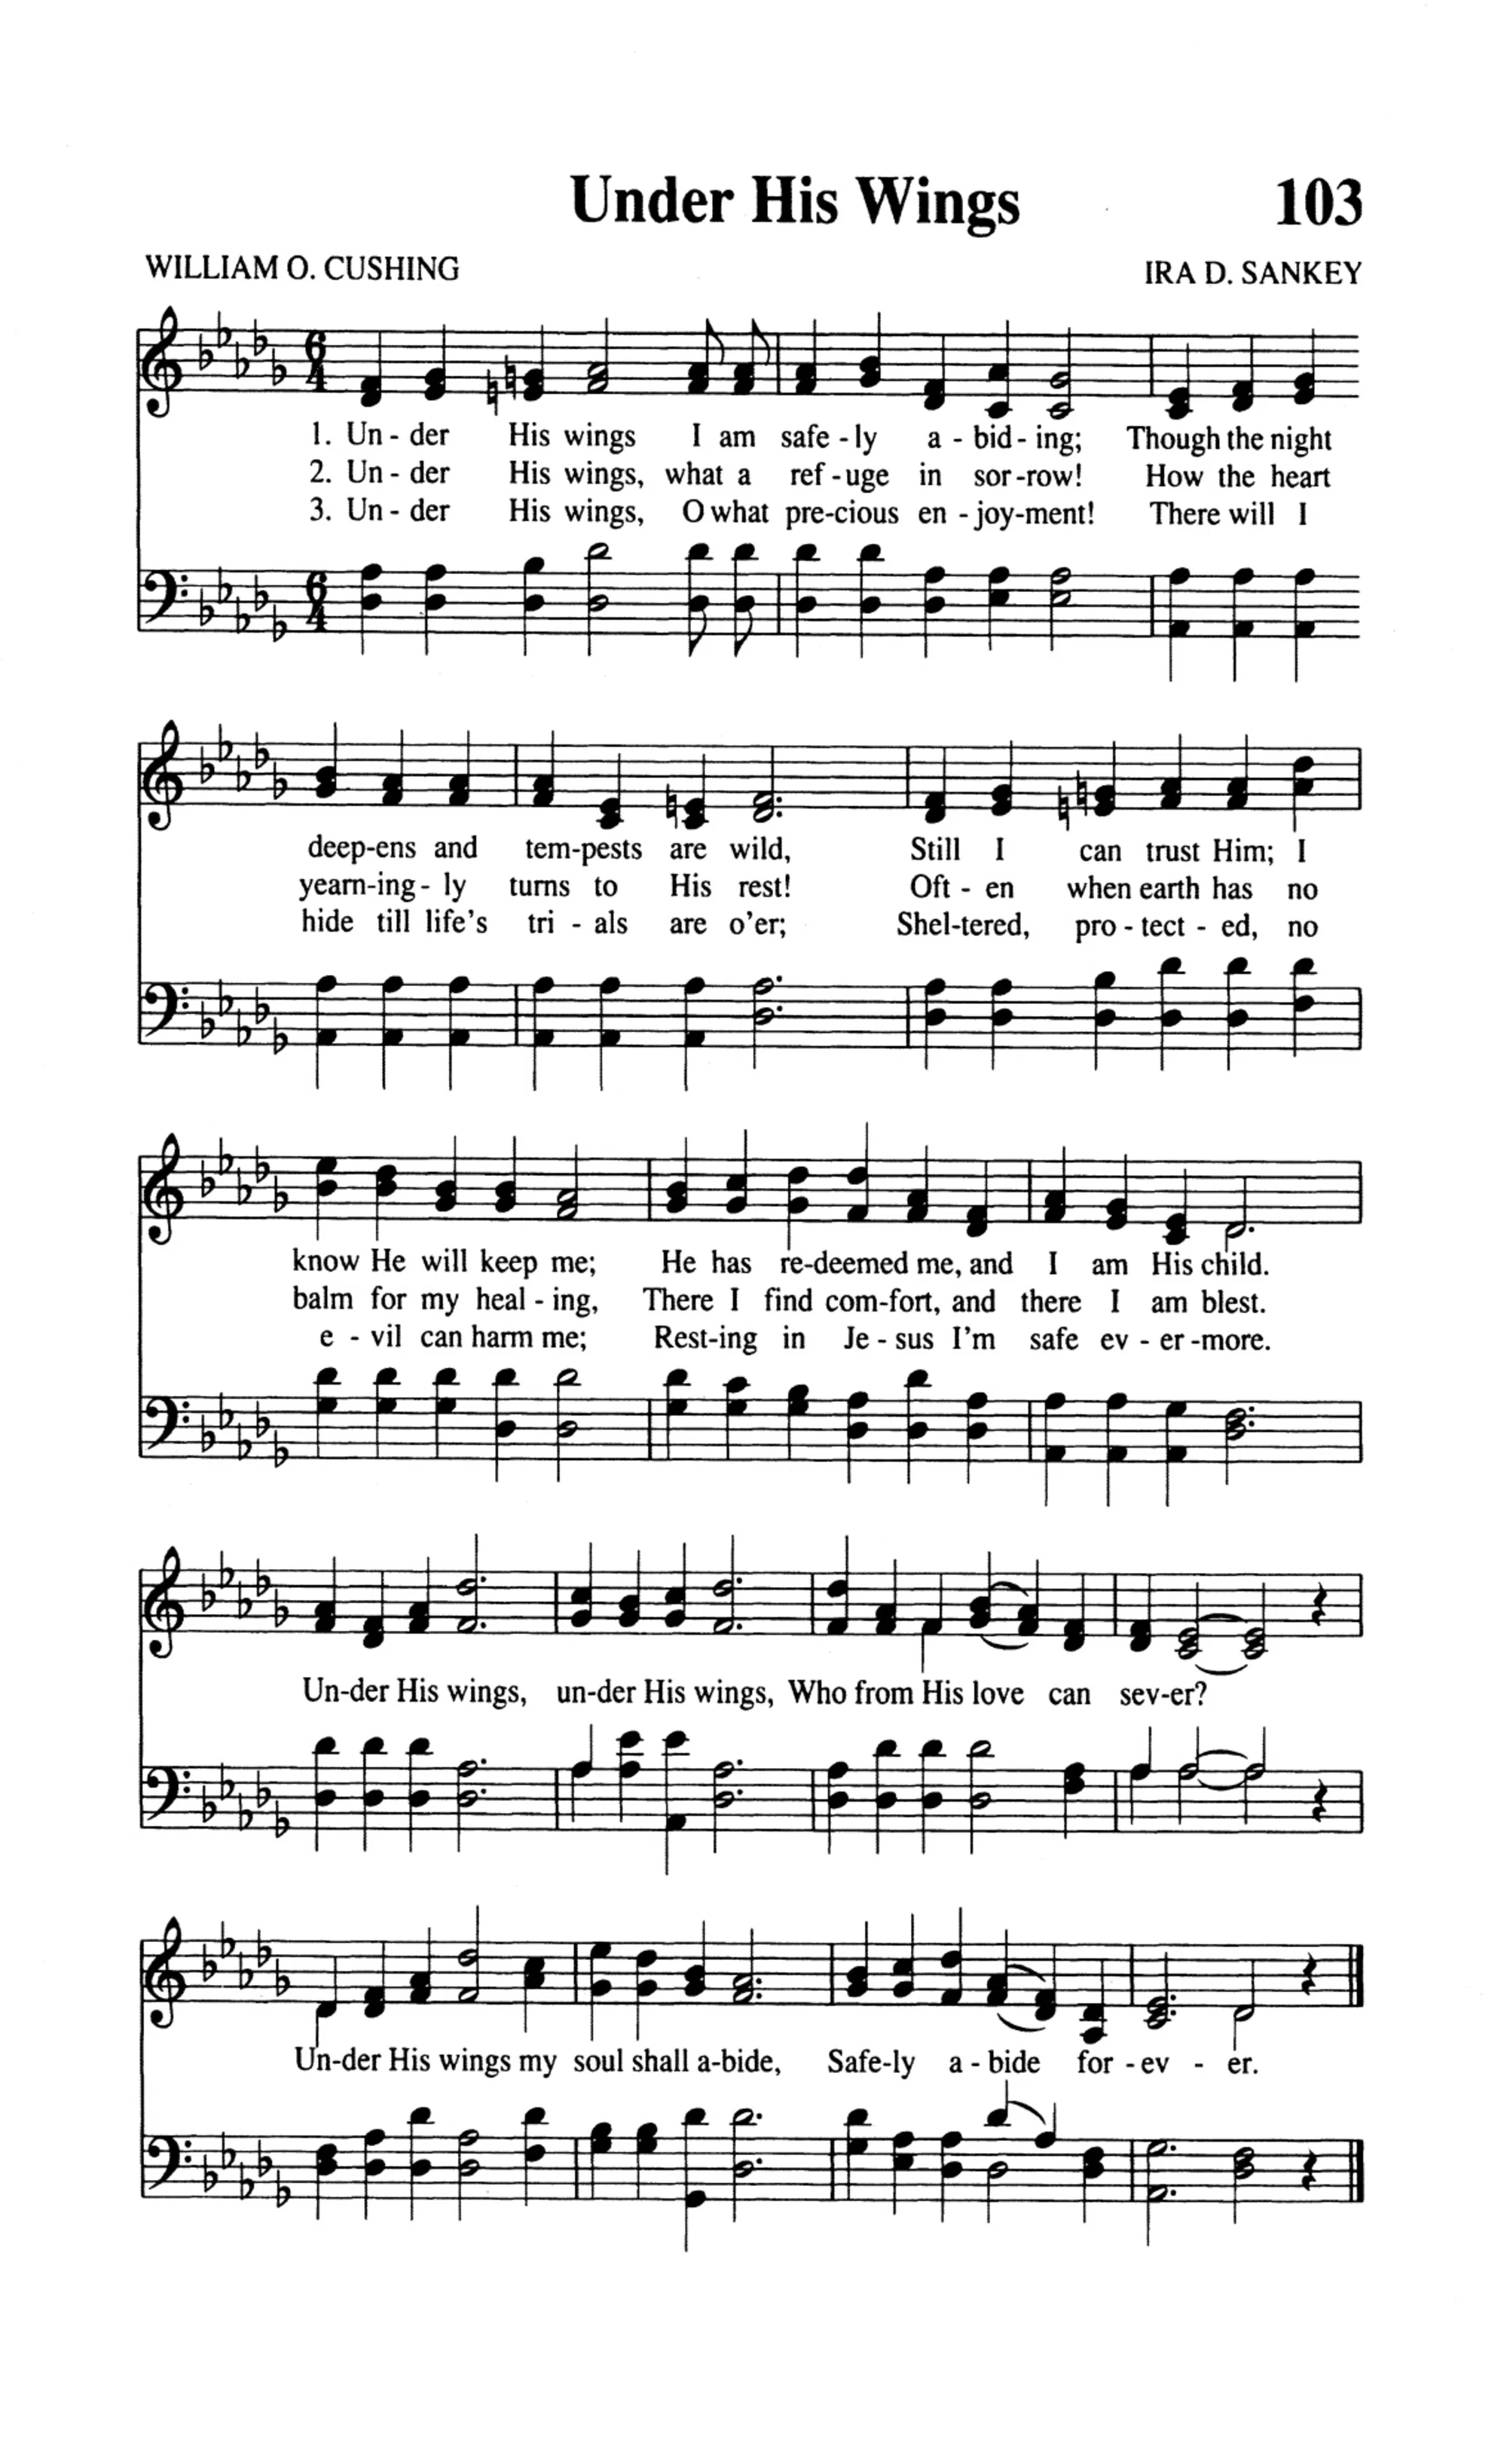 Under His Wings 103
WILLIAM O. CUSHING IRA D. SANKEY
6 4
1. Un - der His wings I am safe - ly a - bid - ing; Though the night
2. Un - der His wings, what a ref - uge in sor - row! How the heart
3. Un - der His wings, O what pre - cious en - joy - ment! There will I
6 4
deep - ens and tem - pests are wild, Still I can trust Him; I
yearn - ing - ly turns to His rest! Oft - en when earth has no
hide till life's tri - als are o'er; Shel - tered, pro - tect - ed, no
know He will keep me; He has re - deemed me, and I am His child.
balm for my heal - ing, There I find com - fort, and there I am blest.
e - vil can harm me; Rest - ing in Je - sus I'm safe ev - er - more.
Un - der His wings, un - der His wings, Who from His love can sev - er?
Un - der His wings my soul shall a - bide, Safe - ly a - bide for - ev - er.